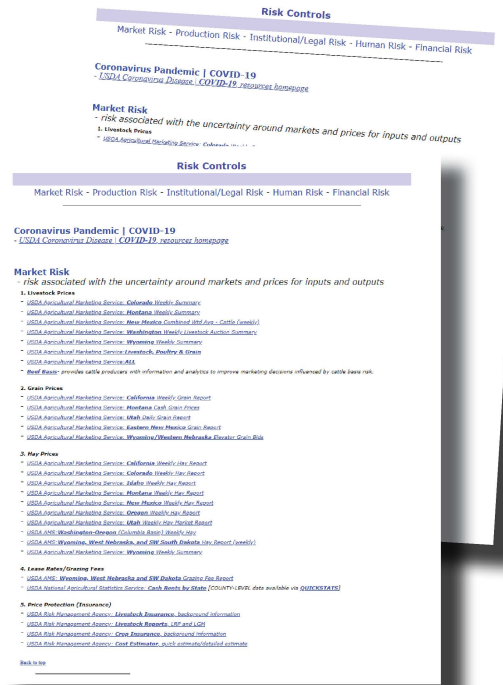 Risk Controls
Market Risk - Production Risk - Institutional/Legal Risk - Human Risk - Financial Risk
Coronavirus Pandemic | COVID-19
- USDA Coronavirus Disease | COVID-19, resources homepage
Market Risk
- risk associated with the uncertainty around markets and prices for inputs and outputs
1. Livestock Prices
- USDA Agricultural Marketing Service: Colorado
Risk Controls
Market Risk - Production Risk - Institutional/Legal Risk - Human Risk - Financial Risk
Coronavirus Pandemic | COVID-19
- USDA Coronavirus Disease | COVID-19, resources homepage
Market Risk
- risk associated with the uncertainty around markets and prices for inputs and outputs
1. Livestock Prices
- USDA Agricultural Marketing Service: Colorado Weekly Summary
- USDA Agricultural Marketing Service: Montana Weekly Summary
- USDA Agricultural Marketing Service: New Mexico Combined Wtd Avg - Cattle (weekly)
- USDA Agricultural Marketing Service: Washington Weekly Livestock Auction Summary
- USDA Agricultural Marketing Service: Wyoming Weekly Summary
- USDA Agricultural Marketing Service:Livestock, Poultry & Grain
- USDA Agricultural Marketing Service:ALL
- Beef Basis- provides cattle producers with information and analytics to improve marketing decisions influenced by cattle basis risk.
2. Grain Prices
- USDA Agricultural Marketing Service: California Weekly Grain Report
- USDA Agricultural Marketing Service: Montana Cash Grain Prices
- USDA Agricultural Marketing Service: Utah Daily Grain Report
- USDA Agricultural Marketing Service: Eastern New Mexico Grain Report
- USDA Agricultural Marketing Service: Wyoming/Western Nebraska Elevator Grain Bids
3. Hay Prices
- USDA Agricultural Marketing Service: California Weekly Hay Report
- USDA Agricultural Marketing Service: Colorado Weekly Hay Report
- USDA Agricultural Marketing Service: Idaho Weekly Hay Report
- USDA Agricultural Marketing Service: Montana Weekly Hay Report
- USDA Agricultural Marketing Service: New Mexico Weekly Hay Report
- USDA Agricultural Marketing Service: Oregon Weekly Hay Report
- USDA Agricultural Marketing Service: Utah Weekly Hay Market Report
- USDA AMS:Washington-Oregon (Columbia Basin) Weekly Hay
- USDA AMS:Wyoming, West Nebraska, and SW South Dakota Hay Report (weekly)
- USDA Agricultural Marketing Service: Wyoming Weekly Summary
4. Lease Rates/Grazing Fees
- USDA AMS: Wyoming, West Nebraska and SW Dakota Grazing Fee Report
- USDA National Agricultural Statistics Service: Cash Rents by State [COUNTY-LEVEL data available via QUICKSTATS]
5. Price Protection (Insurance)
- USDA Risk Management Agency: Livestock Insurance, background information
- USDA Risk Management Agency: Livestock Reports, LRP and LGM
- USDA Risk Management Agency: Crop Insurance, background information
- USDA Risk Management Agency: Cost Estimator, quick estimate/detailed estimate
Back to top